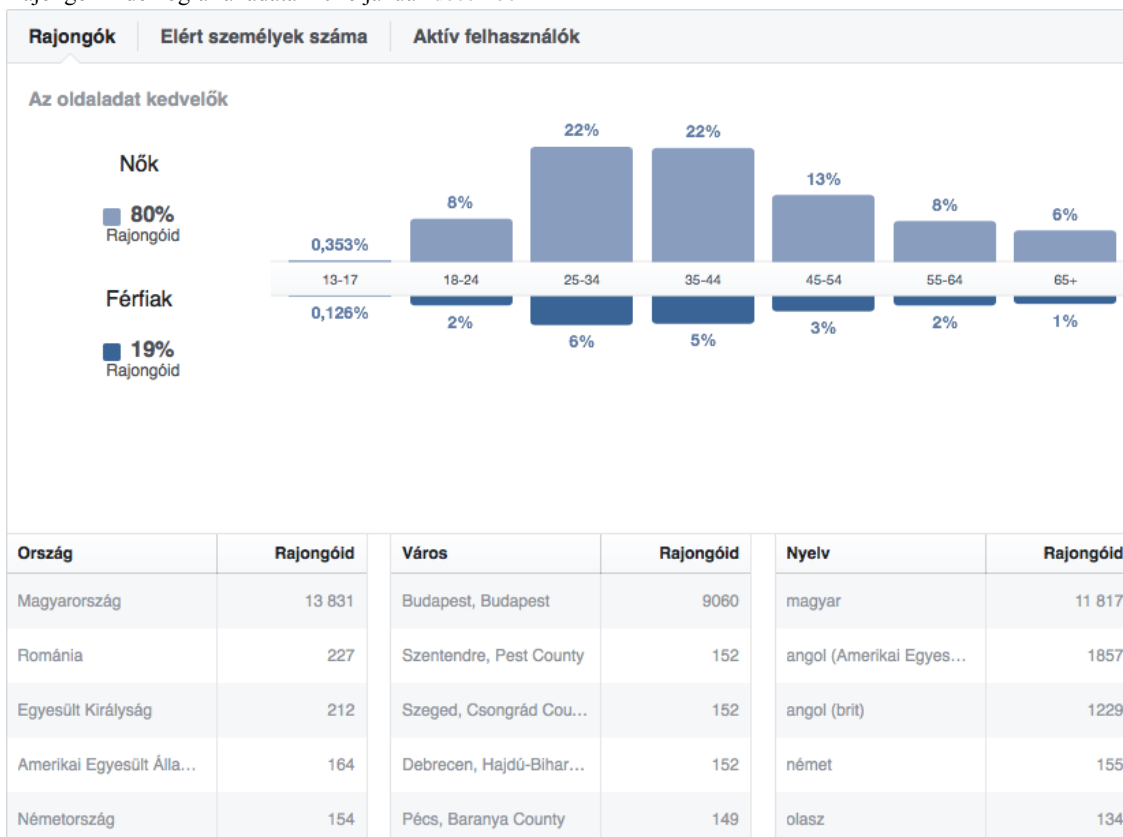 Rajongók Elért személyek száma Aktív felhasználók
Az oldaladat kedvelők
Nők
80%
Rajongóid
0,353% 8% 22% 22% 13% 8% 6%
13-17 18-24 25-34 35-44 45-54 55-64 65+
0,126% 2% 6% 5% 3% 2% 1%
Férfiak
19%
Rajongóid
Ország Rajongóid Város Rajongóid Nyelv Rajongóid
Magyarország 13 831 Budapest, Budapest 9060 magyar 11 817
Románia 227 Szentendre, Pest County 152 angol (Amerikai Egyes... 1857
Egyesült Királyság 212 Szeged, Csongrád Cou... 152 angol (brit) 1229
Amerikai Egyesült Álla... 164 Debrecen, Hajdú-Bihar... 152 német 155
Németország 154 Pécs, Baranya County 149 olasz 134